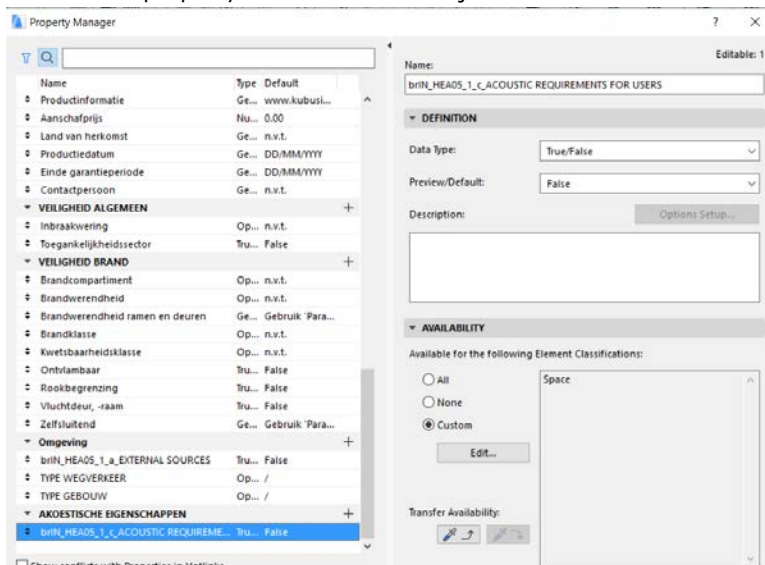 Property Manager ? ×
Name Type Default
Productinformatie Ge... www.kubusi...
Aanschafprijs Nu... 0.00
Land van herkomst Ge... n.v.t.
Productiedatum Ge... DD/MM/YYYY
Einde garantieperiode Ge... DD/MM/YYYY
Contactpersoon Ge... n.v.t.
VEILIGHEID ALGEMEEN +
Inbraakwering Op... n.v.t.
Toegankelijkheidssector Tru... False
VEILIGHEID BRAND +
Brandcompartiment Op... n.v.t.
Brandwerendheid Op... n.v.t.
Brandwerendheid ramen en deuren Ge... Gebruik 'Para...
Brandklasse Op... n.v.t.
Kwetsbaarheidsklasse Op... n.v.t.
Ontvlambaar Tru... False
Rookbegrenzing Tru... False
Vluchtdeur, -raam Tru... False
Zelfsluitend Ge... Gebruik 'Para...
Omgeving +
brIN_HEA05_1_a_EXTERNAL SOURCES Tru... False
TYPE WEGVERKEER Op... /
TYPE GEBOUW Op... /
AKOESTISCHE EIGENSCHAPPEN +
brIN_HEA05_1_c_ACOUSTIC REQUIREME... Tru... False
Editable: 1
Name:
brIN_HEA05_1_c_ACOUSTIC REQUIREMENTS FOR USERS
DEFINITION
Data Type: True/False
Preview/Default: False
Description: Options Setup...
AVAILABILITY
Available for the following Element Classifications:
All
None
Custom
Edit...
Space
Transfer Availability: